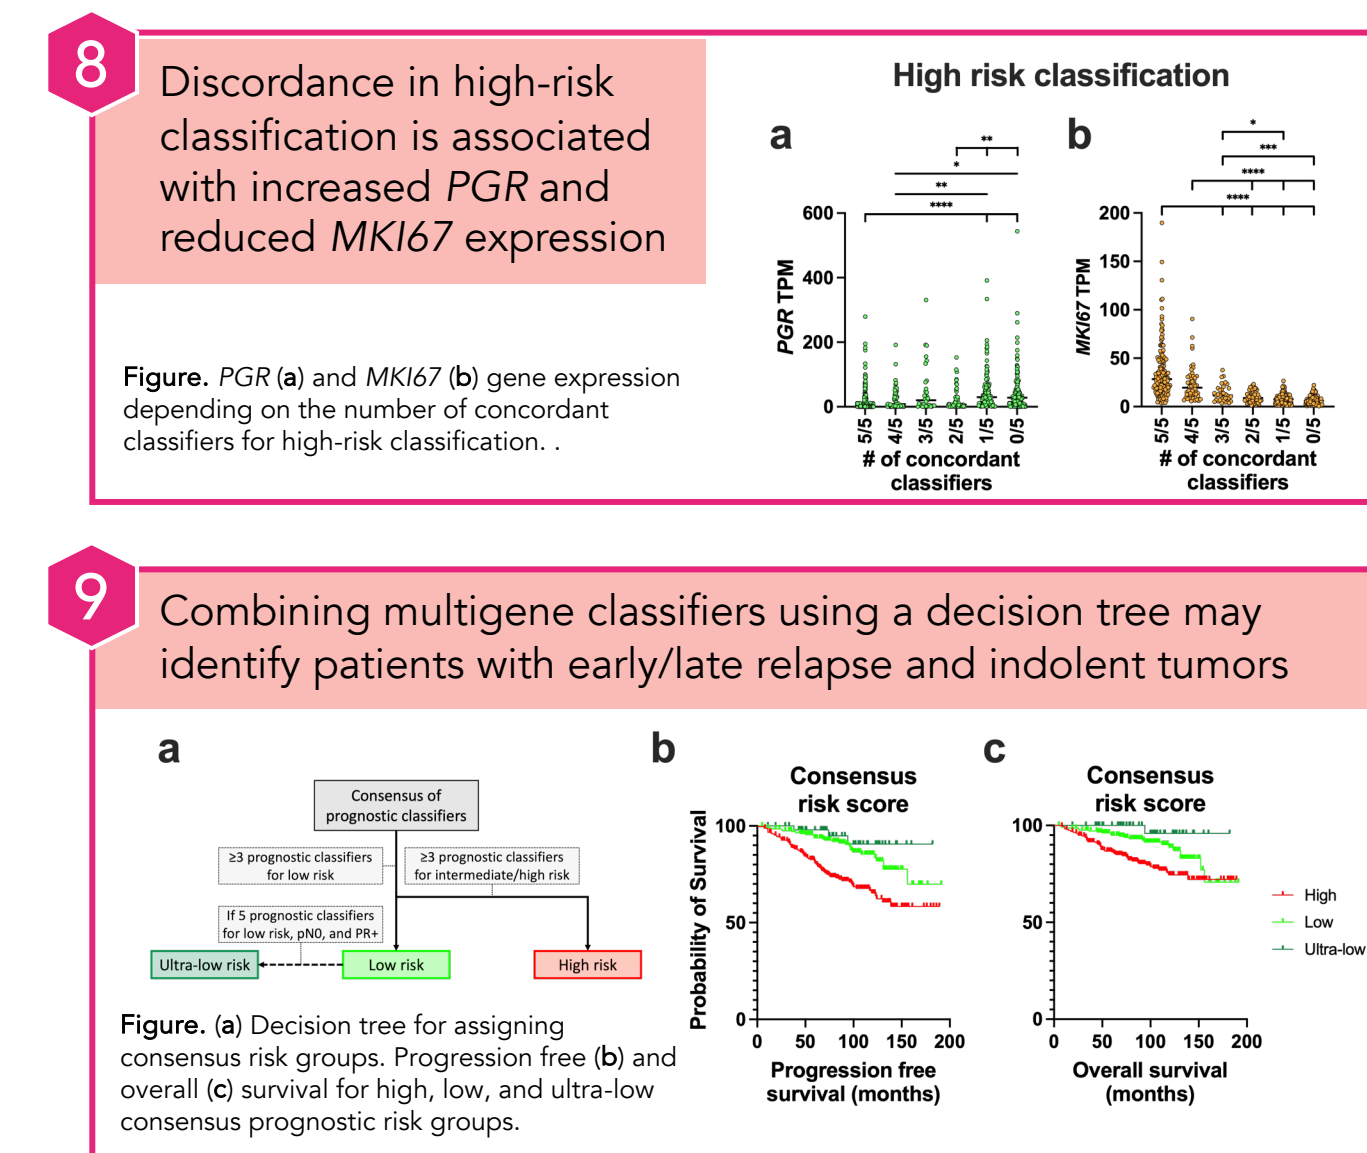 8
Discordance in high-risk
classification is associated
with increased PGR and
reduced MKI67 expression
Figure. PGR (a) and MKI67 (b) gene expression
depending on the number of concordant
classifiers for high-risk classification. .
High risk classification
a
**
*
**
****
600
400
200
0
PGR TPM
5/5 4/5 3/5 2/5 1/5 0/5
# of concordant
classifiers
b
*
***
****
****
200
150
100
50
0
MKI67 TPM
5/5 4/5 3/5 2/5 1/5 0/5
# of concordant
classifiers
9
Combining multigene classifiers using a decision tree may
identify patients with early/late relapse and indolent tumors
a
Consensus of
prognostic classifiers
≥3 prognostic classifiers
for low risk
≥3 prognostic classifiers
for intermediate/high risk
If 5 prognostic classifiers
for low risk, pN0, and PR+
Ultra-low risk
Low risk
High risk
Figure. (a) Decision tree for assigning
consensus risk groups. Progression free (b) and
overall (c) survival for high, low, and ultra-low
consensus prognostic risk groups.
b
Consensus
risk score
Probability of Survival
100
50
0
0 50 100 150 200
Progression free
survival (months)
c
Consensus
risk score
100
50
0
0 50 100 150 200
Overall survival
(months)
High
Low
Ultra-low